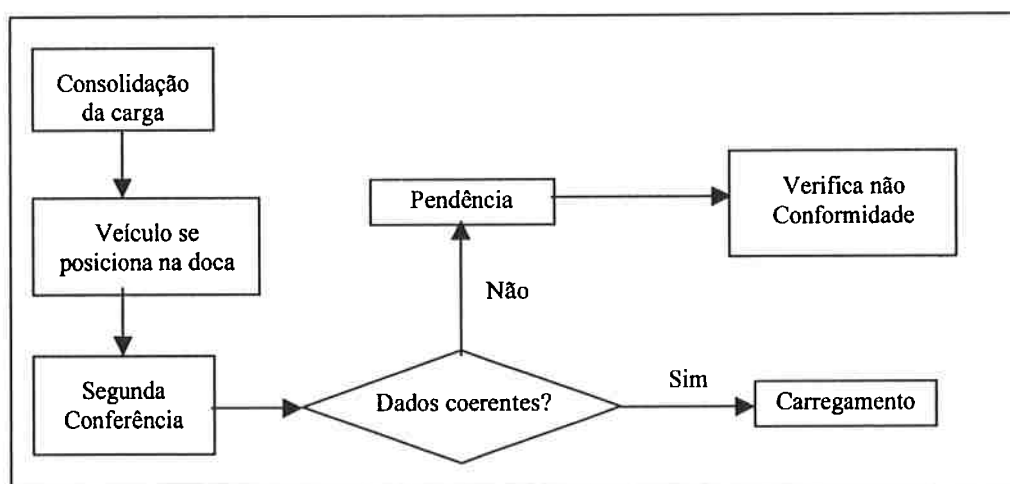 Consolidação
da carga
Veículo se
posiciona na doca
Segunda
Conferência
Dados coerentes?
Não
Pendência
Verifica não
Conformidade
Sim
Carregamento